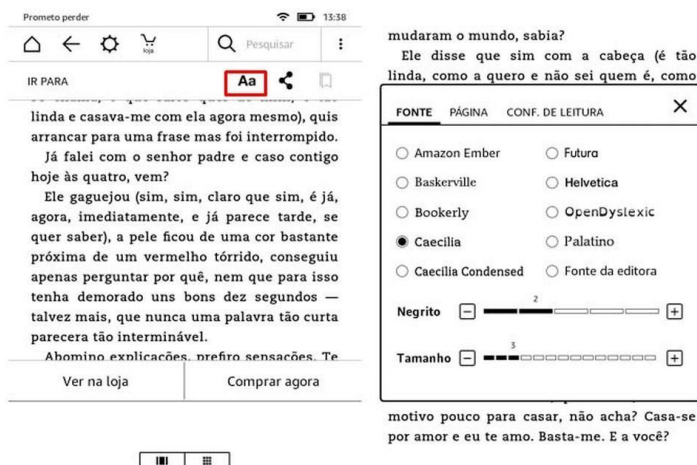 Prometo perder
13:38
loja
Pesquisar
IR PARA
Aa
linda e casava-me com ela agora mesmo), quis
arrancar para uma frase mas foi interrompido.
Já falei com o senhor padre e caso contigo
hoje às quatro, vem?
Ele gaguejou (sim, sim, claro que sim, é já,
agora, imediatamente, e já parece tarde, se
quer saber), a pele ficou de uma cor bastante
próxima de um vermelho tórrido, conseguiu
apenas perguntar por quê, nem que para isso
tenha demorado uns bons dez segundos —
talvez mais, que nunca uma palavra tão curta
parecera tão interminável.
Abomino explicações, prefiro sensações. Te
Ver na loja
Comprar agora
mudaram o mundo, sabia?
Ele disse que sim com a cabeça (é tão
linda, como a quero e não sei quem é, como
FONTE PÁGINA CONF. DE LEITURA
Amazon Ember
Futura
Baskerville
Helvetica
Bookerly
OpenDyslexic
Caecilia
Palatino
Caecilia Condensed
Fonte da editora
Negrito
2
Tamanho
3
motivo pouco para casar, não acha? Casa-se
por amor e eu te amo. Basta-me. E a você?